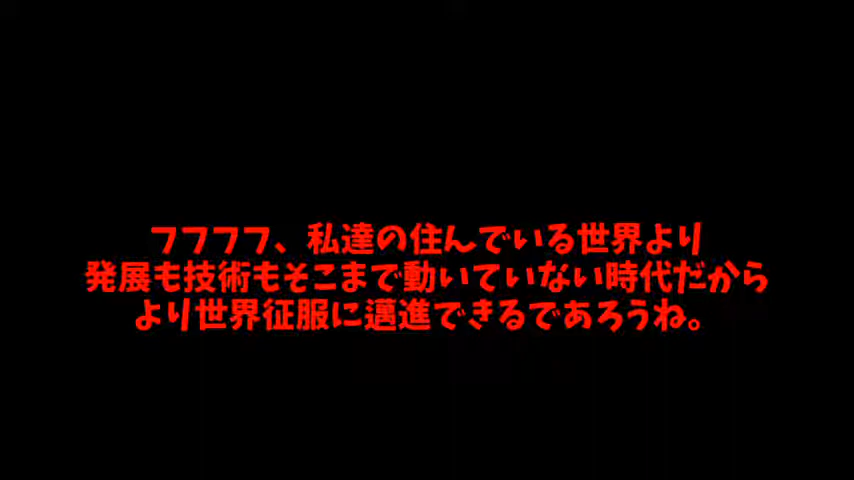 フフフフ、私達の住んでいる世界より
発展も技術もそこまで動いていない時代だから
より世界征服に邁進できるであろうね。